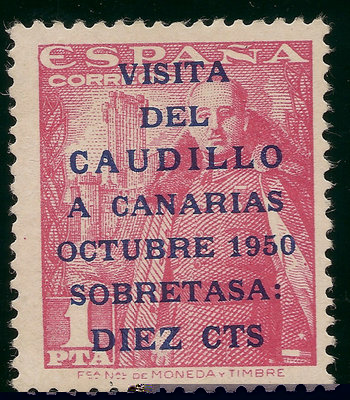 ESPAÑA
CORREOS
VISITA
DEL
CAUDILLO
A CANARIAS
OCTUBRE 1950
SOBRETASA:
DIEZ CTS
1
PTA
FCA NAL DE MONEDA Y TIMBRE